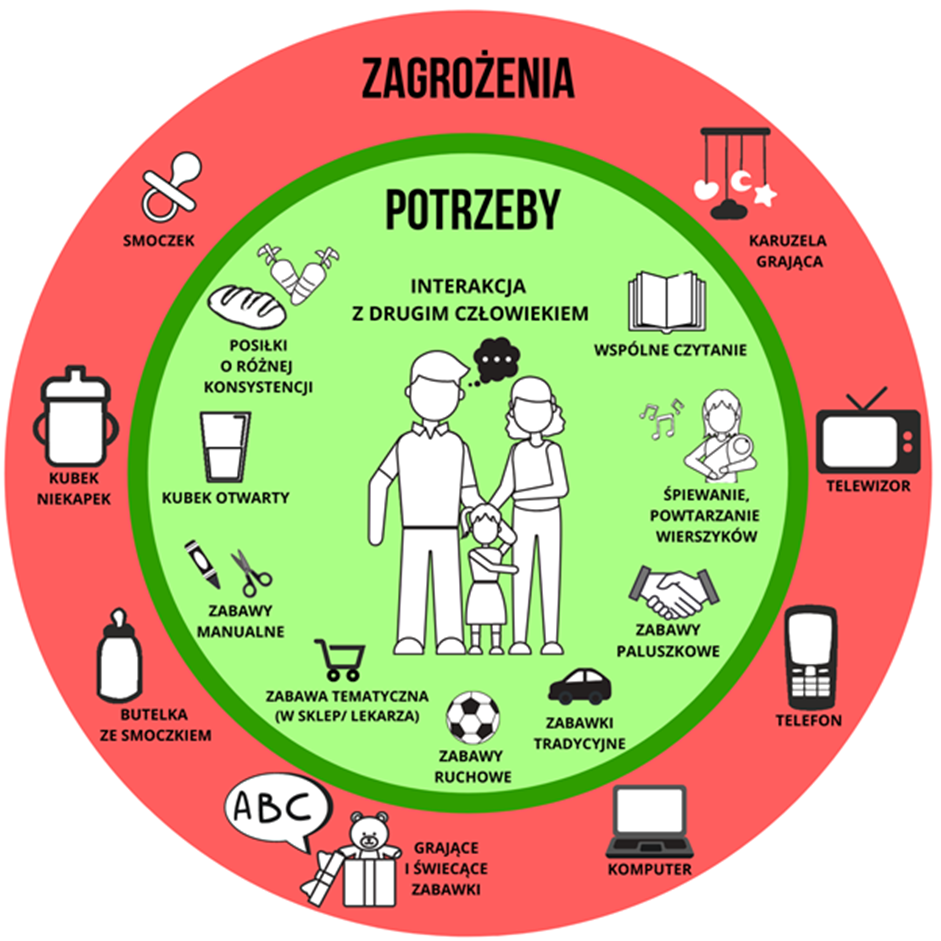 ZAGROŻENIA
SMOCZEK
KARUZELA
GRAJĄCA
KUBEK
NIEKAPEK
TELEWIZOR
BUTELKA
ZE SMOCZKIEM
TELEFON
ABC
GRAJĄCE
I ŚWIECĄCE
ZABAWKI
KOMPUTER
POTRZEBY
INTERAKCJA
Z DRUGIM CZŁOWIEKIEM
POSIŁKI
O RÓŻNEJ
KONSYSTENCJI
WSPÓLNE CZYTANIE
KUBEK OTWARTY
ŚPIEWANIE,
POWTARZANIE
WIERSZYKÓW
ZABAWY
MANUALNE
ZABAWY
PALUSZKOWE
ZABAWA TEMATYCZNA
(W SKLEP/ LEKARZA)
ZABAWY
RUCHOWE
ZABAWKI
TRADYCYJNE